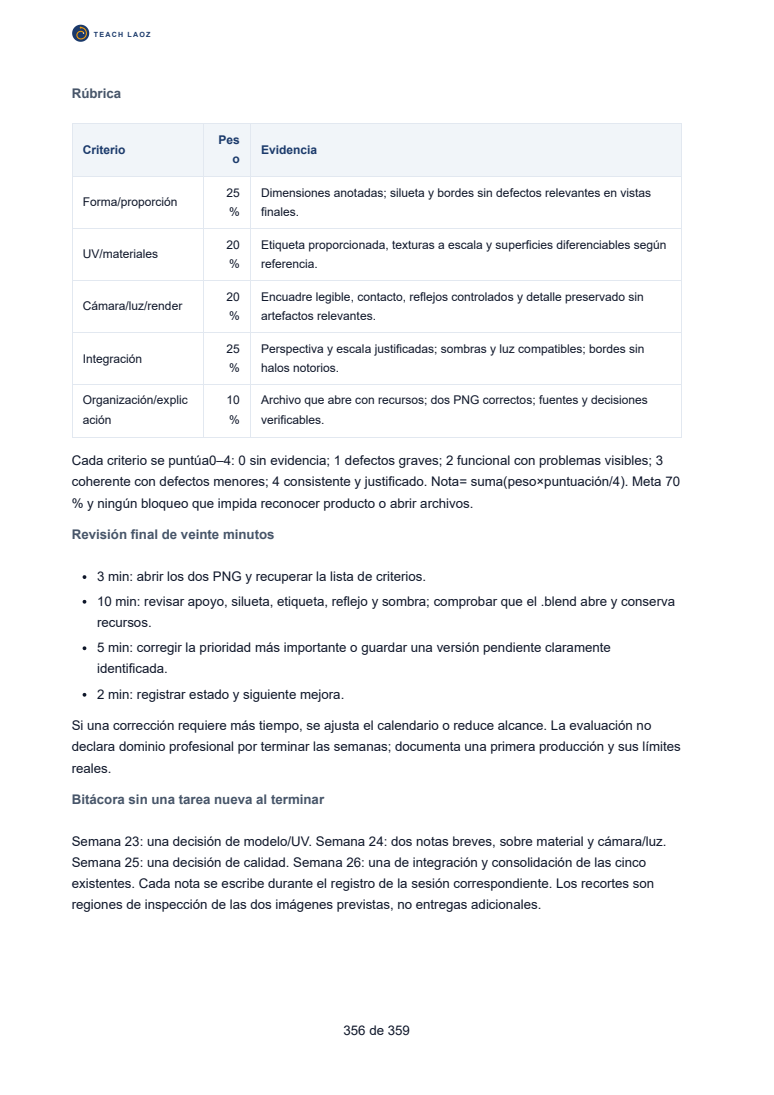 TEACH LAOZ
Rúbrica
Criterio
Pes
o
Evidencia
Forma/proporción
25
%
Dimensiones anotadas; silueta y bordes sin defectos relevantes en vistas
finales.
UV/materiales
20
%
Etiqueta proporcionada, texturas a escala y superficies diferenciables según
referencia.
Cámara/luz/render
20
%
Encuadre legible, contacto, reflejos controlados y detalle preservado sin
artefactos relevantes.
Integración
25
%
Perspectiva y escala justificadas; sombras y luz compatibles; bordes sin
halos notorios.
Organización/explic
ación
10
%
Archivo que abre con recursos; dos PNG correctos; fuentes y decisiones
verificables.
Cada criterio se puntúa0–4: 0 sin evidencia; 1 defectos graves; 2 funcional con problemas visibles; 3
coherente con defectos menores; 4 consistente y justificado. Nota= suma(peso×puntuación/4). Meta 70
% y ningún bloqueo que impida reconocer producto o abrir archivos.
Revisión final de veinte minutos
• 3 min: abrir los dos PNG y recuperar la lista de criterios.
• 10 min: revisar apoyo, silueta, etiqueta, reflejo y sombra; comprobar que el .blend abre y conserva
recursos.
• 5 min: corregir la prioridad más importante o guardar una versión pendiente claramente
identificada.
• 2 min: registrar estado y siguiente mejora.
Si una corrección requiere más tiempo, se ajusta el calendario o reduce alcance. La evaluación no
declara dominio profesional por terminar las semanas; documenta una primera producción y sus límites
reales.
Bitácora sin una tarea nueva al terminar
Semana 23: una decisión de modelo/UV. Semana 24: dos notas breves, sobre material y cámara/luz.
Semana 25: una decisión de calidad. Semana 26: una de integración y consolidación de las cinco
existentes. Cada nota se escribe durante el registro de la sesión correspondiente. Los recortes son
regiones de inspección de las dos imágenes previstas, no entregas adicionales.
356 de 359